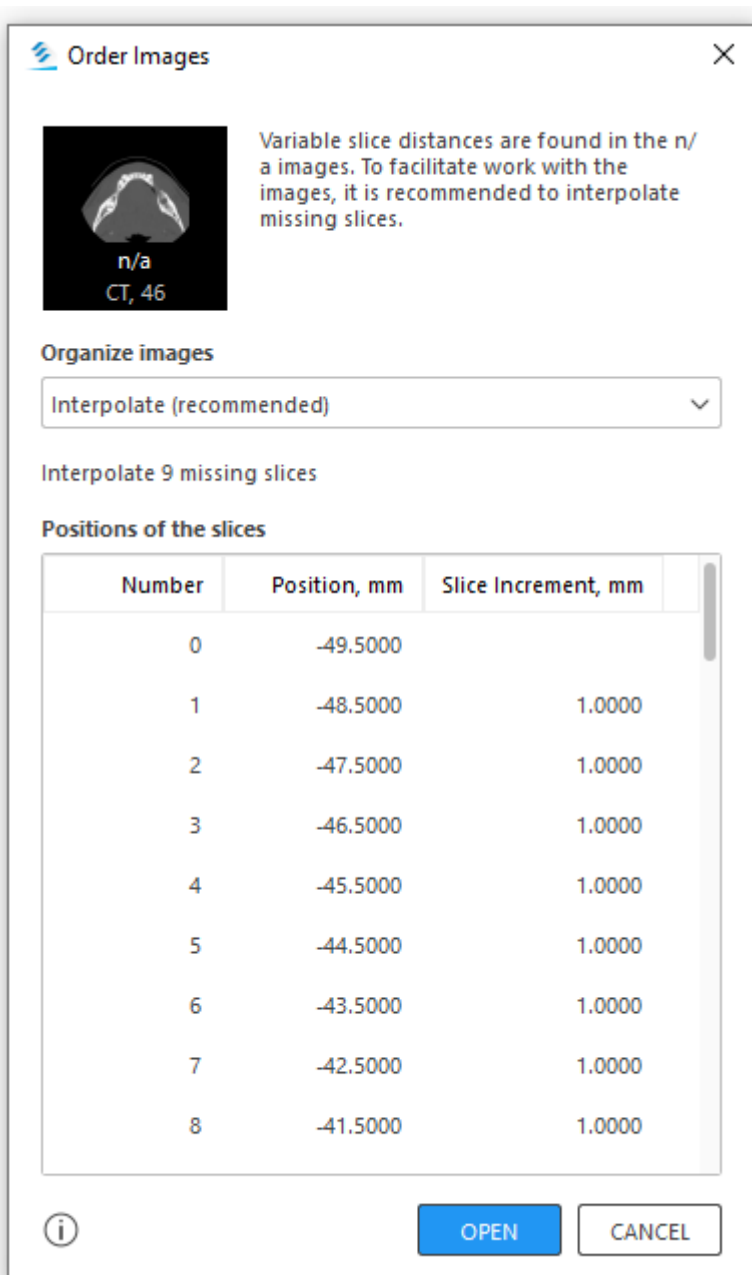 Order Images
Variable slice distances are found in the n/
a images. To facilitate work with the
images, it is recommended to interpolate
missing slices.
n/a
CT, 46
Organize images
Interpolate (recommended)
Interpolate 9 missing slices
Positions of the slices
Number Position, mm Slice Increment, mm
0 -49.5000
1 -48.5000 1.0000
2 -47.5000 1.0000
3 -46.5000 1.0000
4 -45.5000 1.0000
5 -44.5000 1.0000
6 -43.5000 1.0000
7 -42.5000 1.0000
8 -41.5000 1.0000
OPEN CANCEL